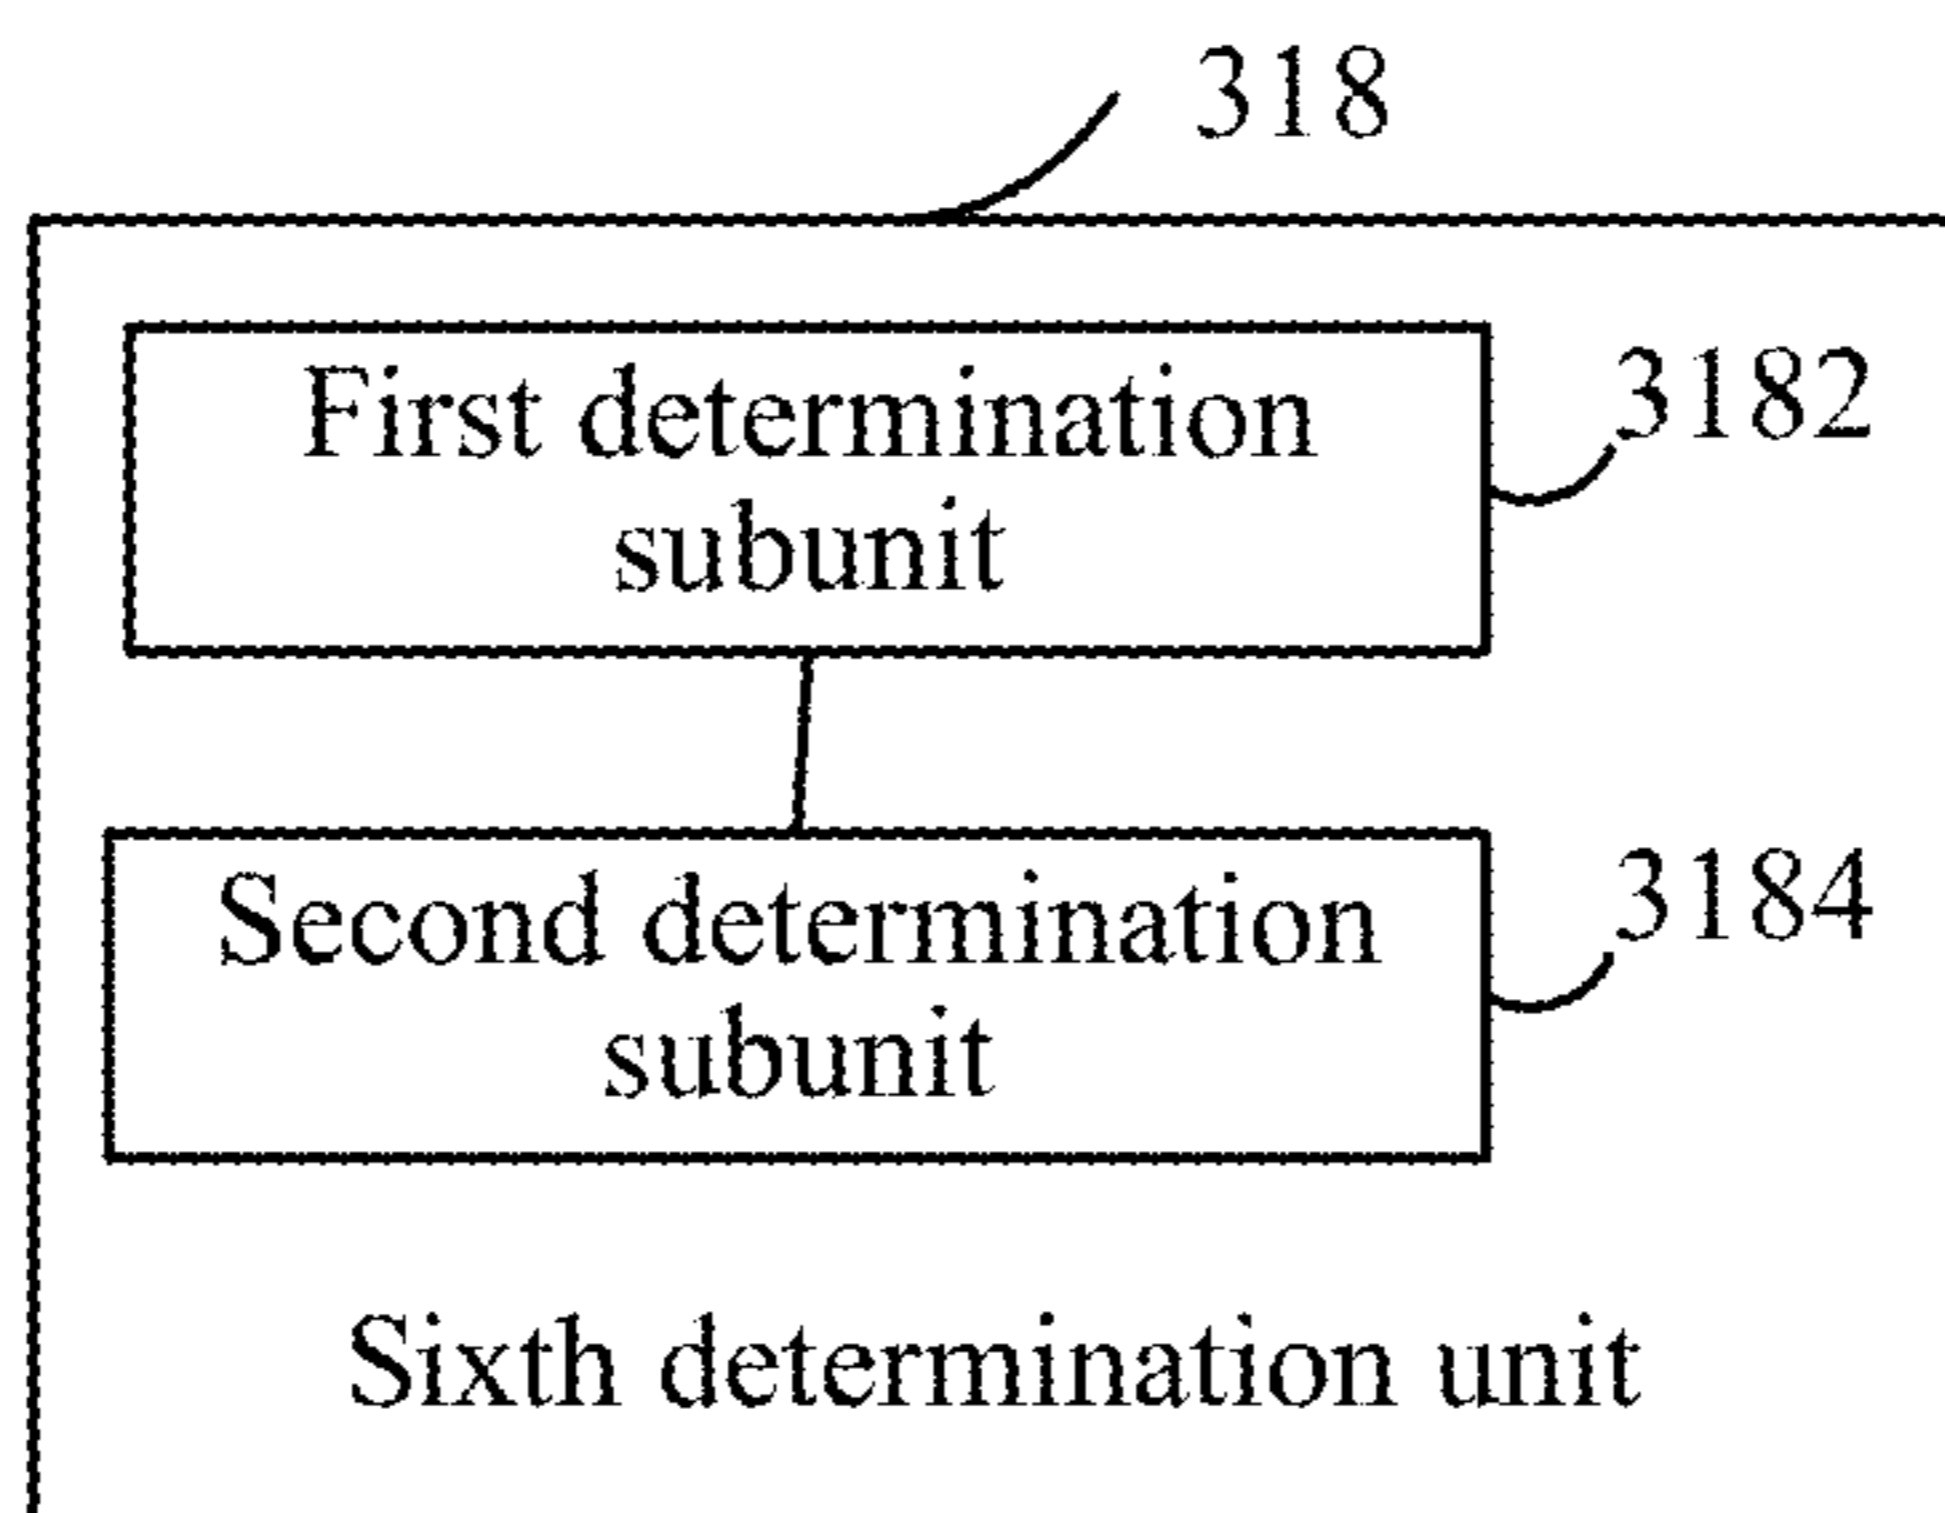 318
First determination
subunit
3182
Second determination
subunit
3184
Sixth determination unit